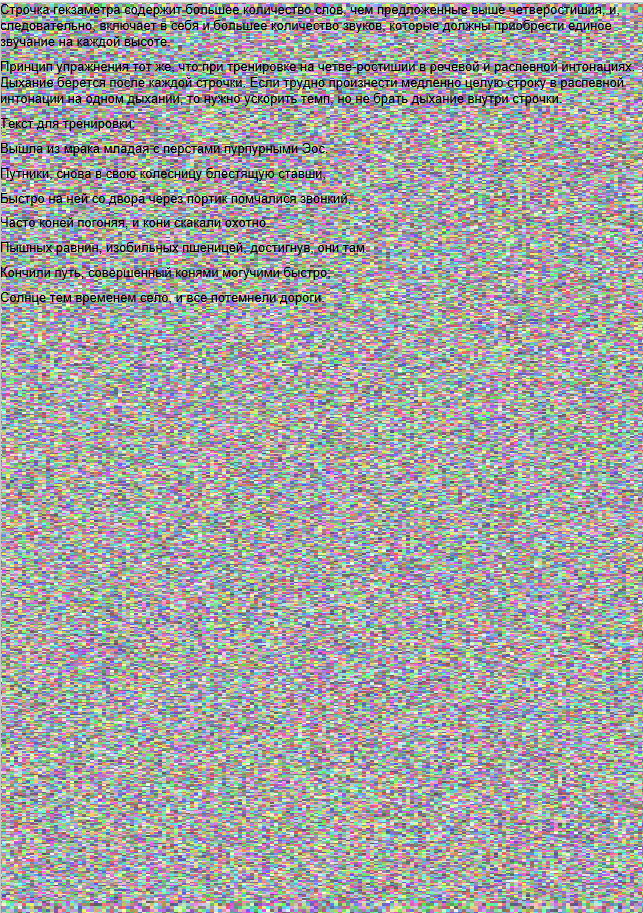 Строчка гекзаметра содержит большее количество слов, чем предложенные выше четверостишия, и,
следовательно, включает в себя и большее количество звуков, которые должны приобрести единое
звучание на каждой высоте.
Принцип упражнения тот же, что при тренировке на четве-ростишии в речевой и распевной интонациях.
Дыхание берется после каждой строчки. Если трудно произнести медленно целую строку в распевной
интонации на одном дыхании, то нужно ускорить темп, но не брать дыхание внутри строчки.
Текст для тренировки:
Вышла из мрака младая с перстами пурпурными Эос.
Путники, снова в свою колесницу блестящую ставши,
Быстро на ней со двора через портик помчалися звонкий,
Часто коней погоняя, и кони скакали охотно.
Пышных равнин, изобильных пшеницей, достигнув, они там
Кончили путь, совершенный конями могучими быстро;
Солнце тем временем село, и все потемнели дороги.